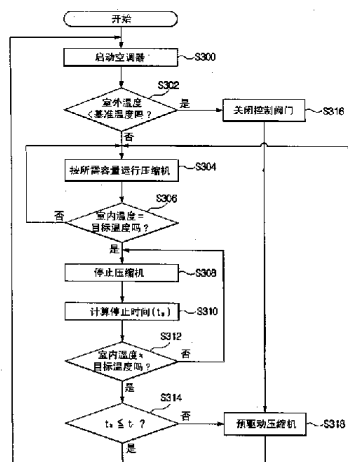 开始
启动空调器
S300
室外温度
<基准温度吗?
S302
是
关闭控制阀门
S316
否
按所需容量运行压缩机
S304
室内温度=
目标温度吗?
S306
否
是
停止压缩机
S308
计算停止时间(ts)
S310
室内温度≈
目标温度吗?
S312
否
是
ts≦t ?
S314
否
预驱动压缩机
S318
是